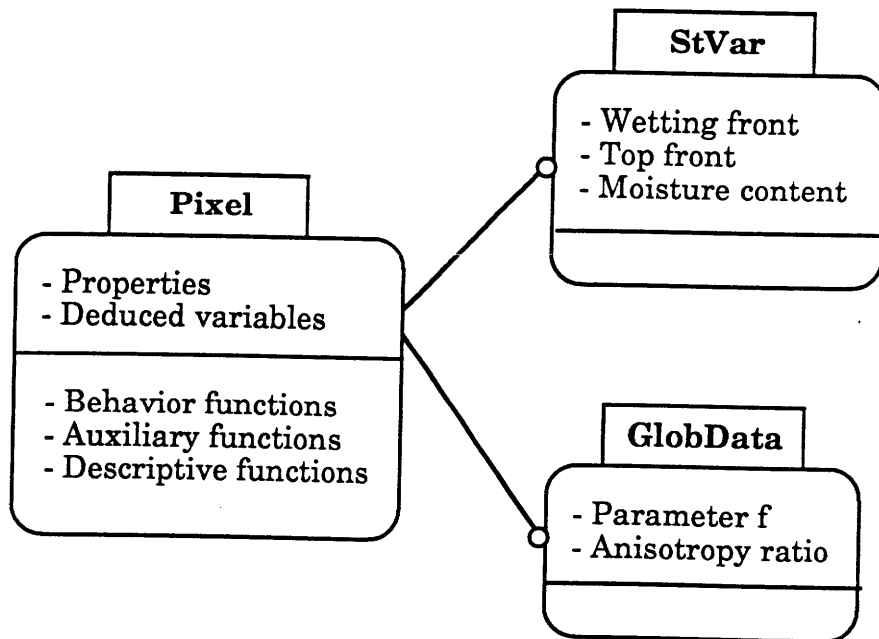 StVar
- Wetting front
- Top front
- Moisture content
Pixel
- Properties
- Deduced variables
- Behavior functions
- Auxiliary functions
- Descriptive functions
GlobData
- Parameter f
- Anisotropy ratio